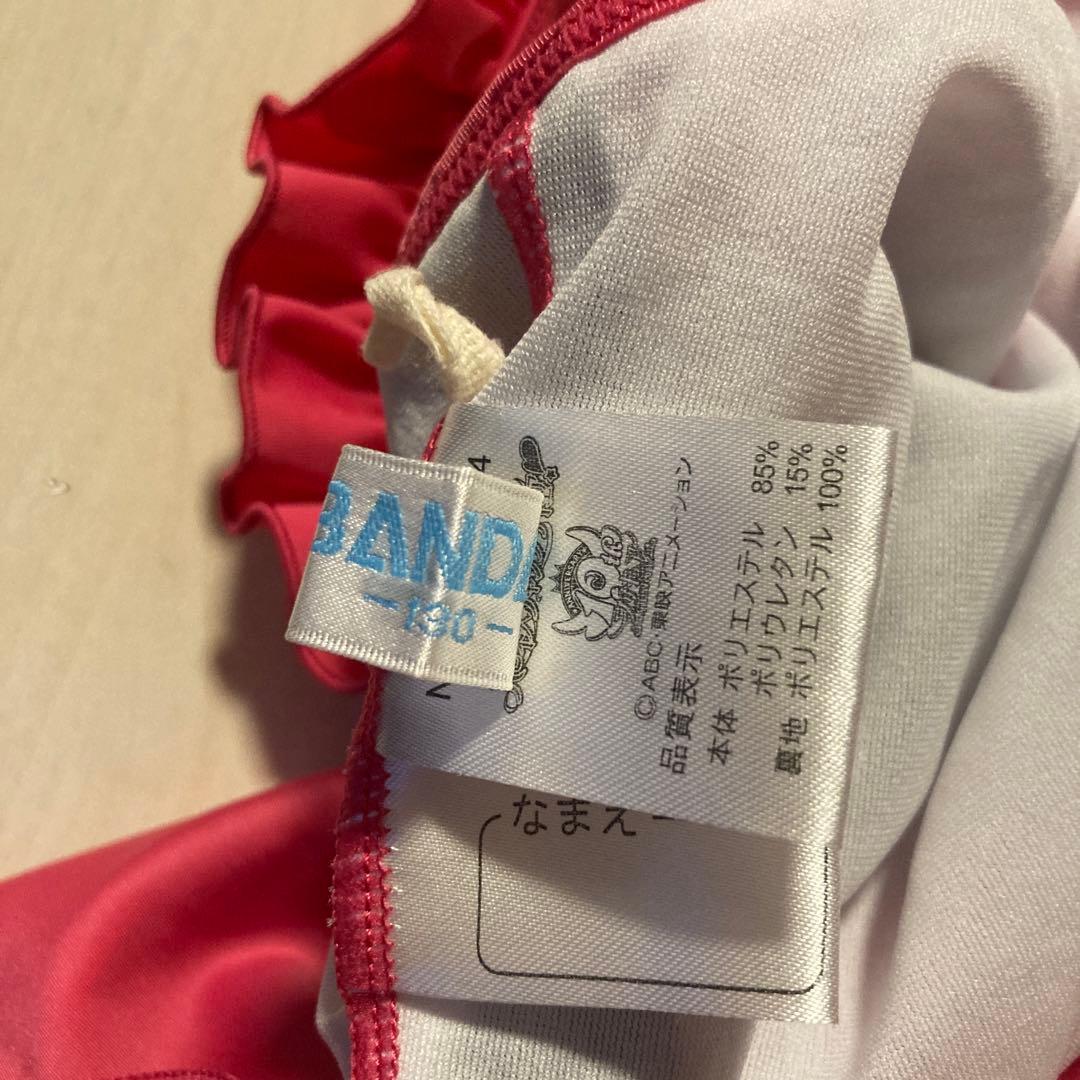 BANDA
-130-
4
©ABC・東映アニメーション
品質表示
本体 ポリエステル 85%
ポリウレタン 15%
裏地 ポリエステル 100%
なまえ